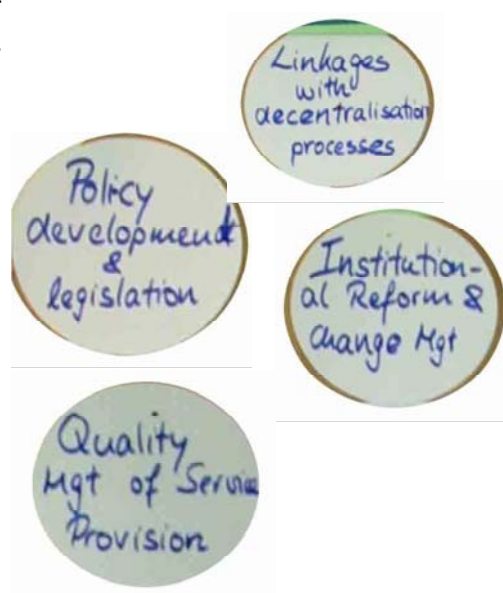 Linkages
with
decentralisation
processes
Policy
development
&
legislation
Institution-
al Reform &
Change Mgt
Quality
Mgt of Service
Provision